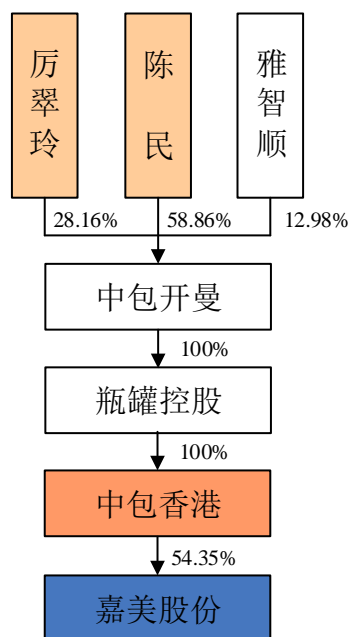 厉翠玲
陈民
雅智顺
28.16%
58.86%
12.98%
中包开曼
100%
瓶罐控股
100%
中包香港
54.35%
嘉美股份